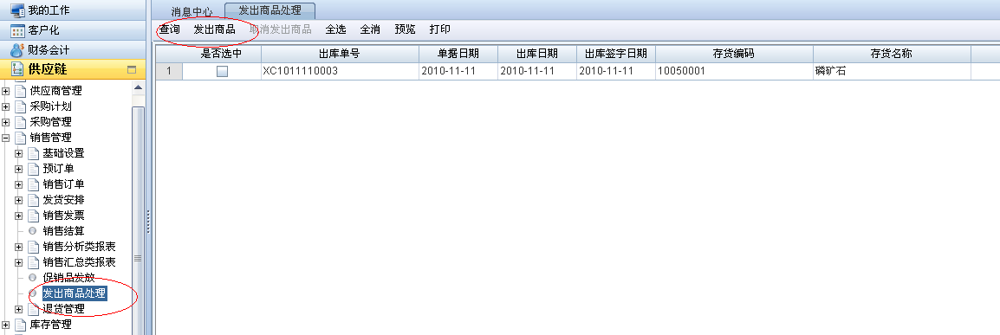 我的工作
客户化
财务会计
供应链
供应商管理
采购计划
采购管理
销售管理
基础设置
预订单
销售订单
发货安排
销售发票
销售结算
销售分析类报表
销售汇总类报表
促销品发放
发出商品处理
退货管理
库存管理
消息中心 发出商品处理
查询 发出商品 取消发出商品 全选 全消 预览 打印
是否选中 出库单号 单据日期 出库日期 出库签字日期 存货编码 存货名称
1 XC1011110003 2010-11-11 2010-11-11 2010-11-11 10050001 磷矿石